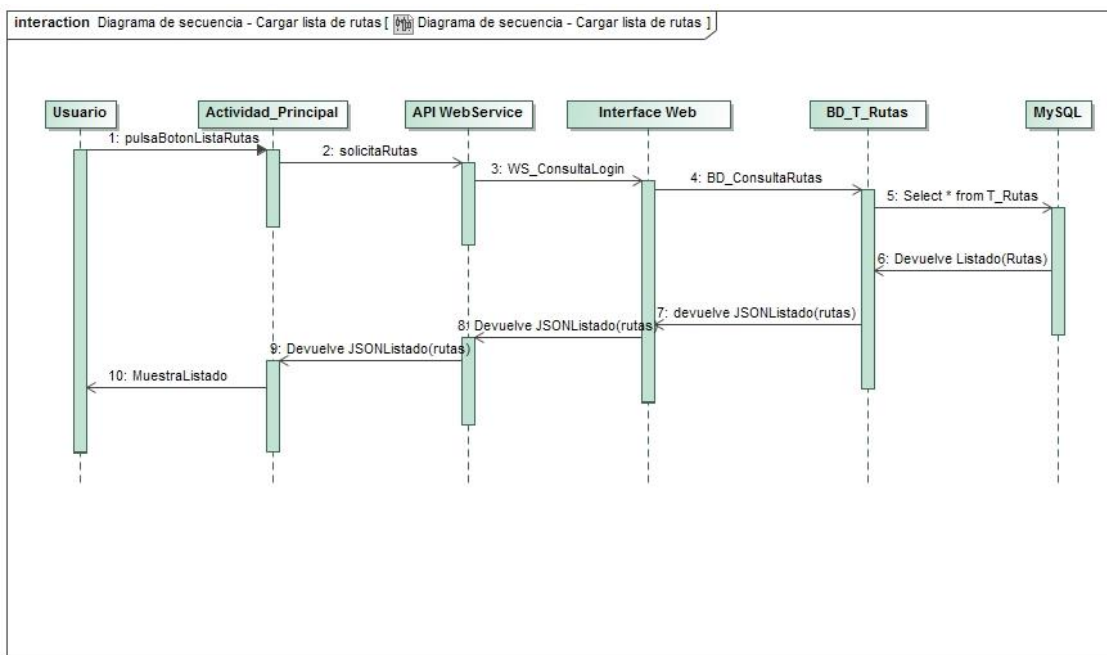 interaction Diagrama de secuencia - Cargar lista de rutas [ Diagrama de secuencia - Cargar lista de rutas ]
Usuario
Actividad_Principal
API WebService
Interface Web
BD_T_Rutas
MySQL
1: pulsaBotonListaRutas
2: solicitaRutas
3: WS_ConsultaLogin
4: BD_ConsultaRutas
5: Select * from T_Rutas
6: Devuelve Listado(Rutas)
7: devuelve JSONListado(rutas)
8: Devuelve JSONListado(rutas)
9: Devuelve JSONListado(rutas)
10: MuestraListado